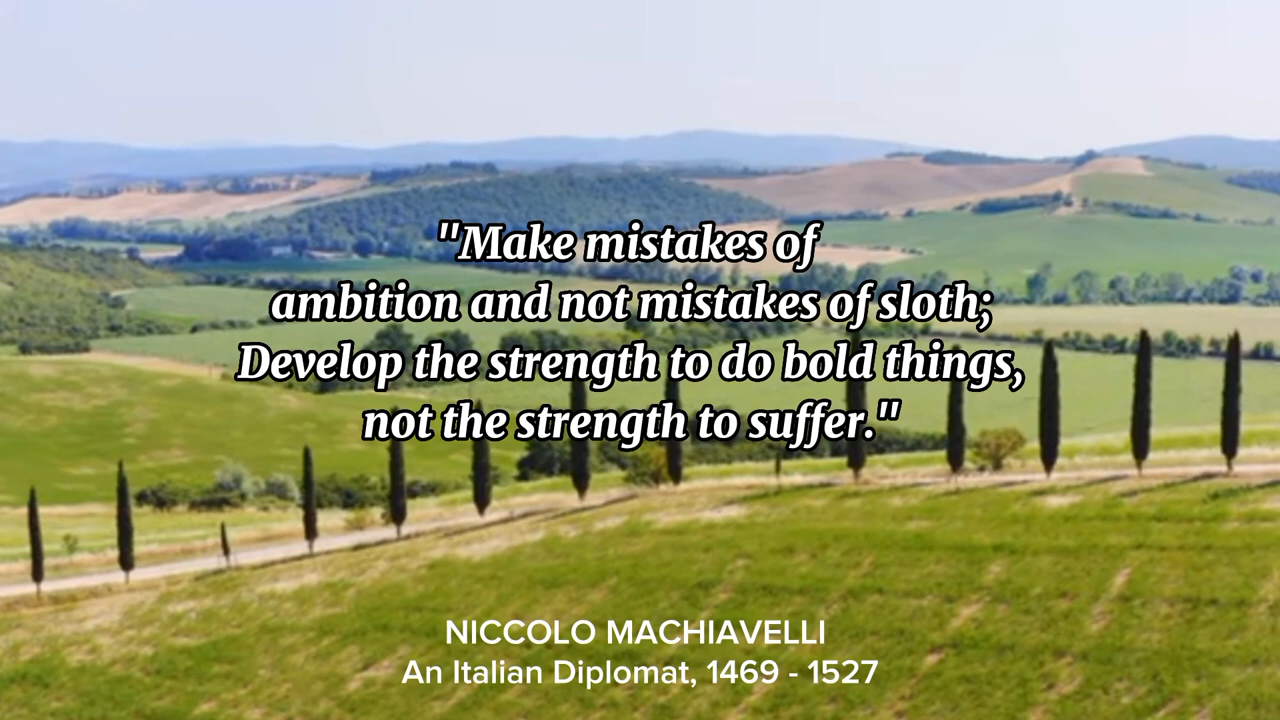 "Make mistakes of
ambition and not mistakes of sloth;
Develop the strength to do bold things,
not the strength to suffer."
NICCOLO MACHIAVELLI
An Italian Diplomat, 1469 - 1527